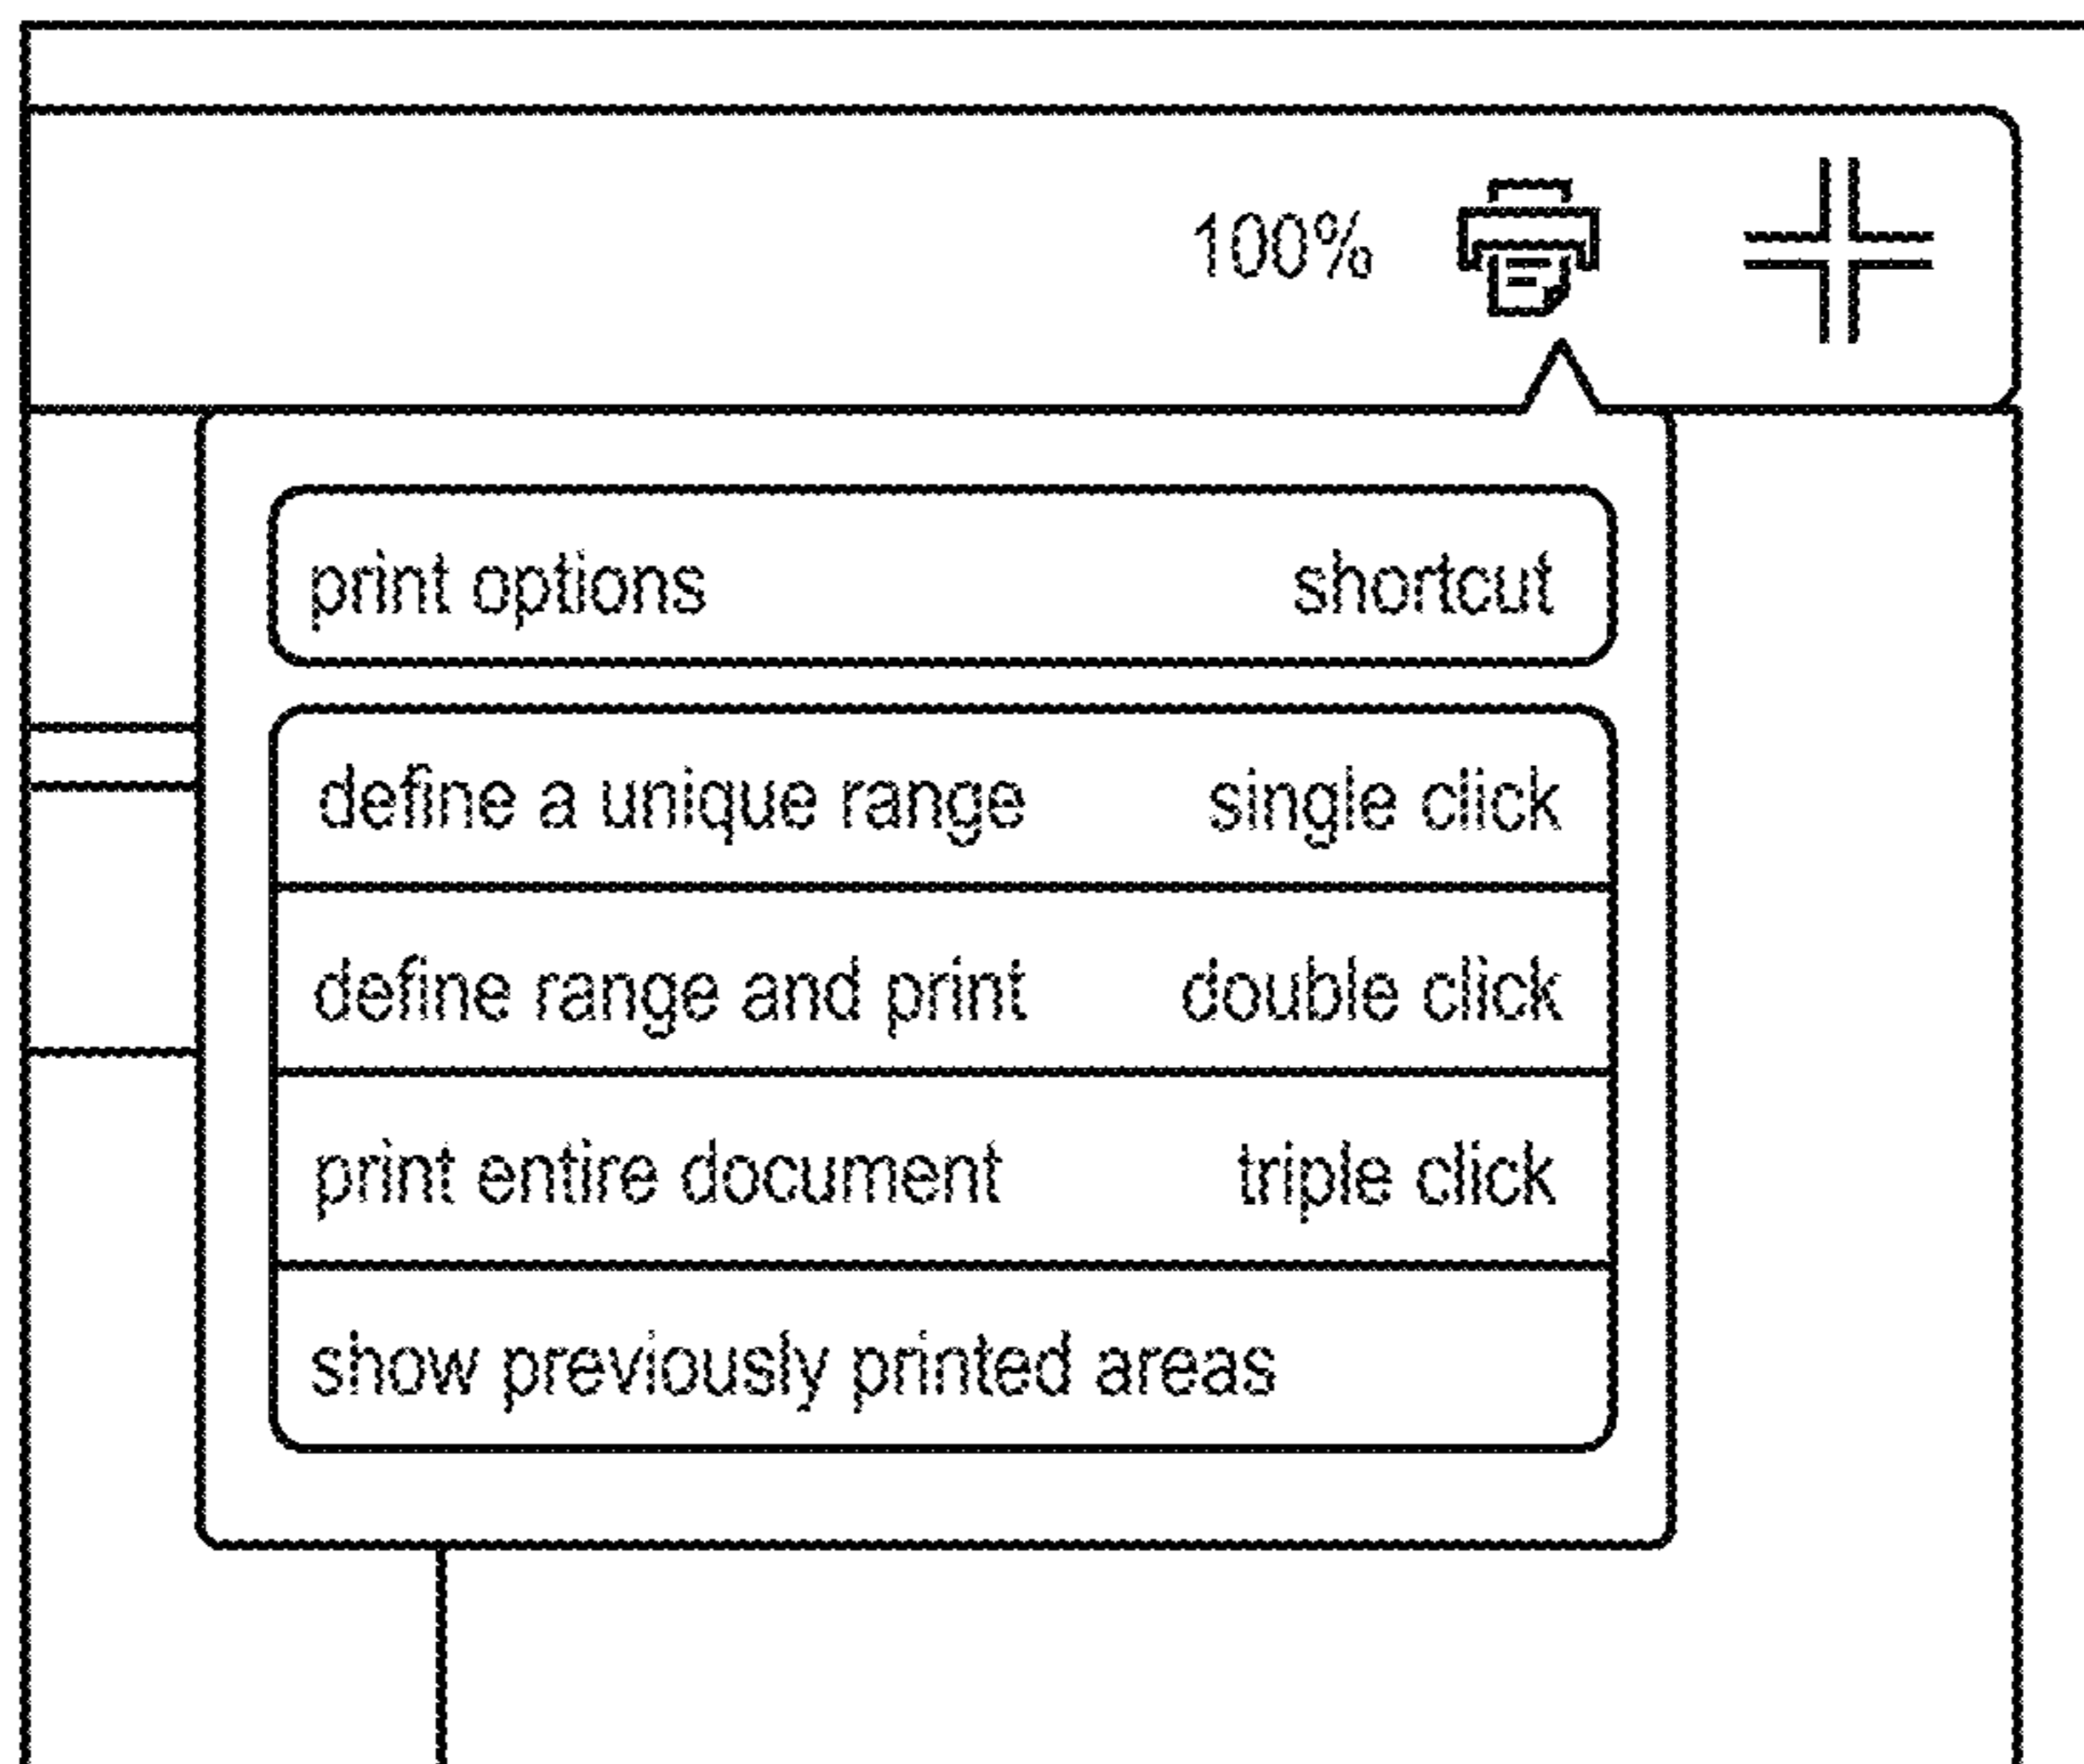 100%
print options shortcut
define a unique range single click
define range and print double click
print entire document triple click
show previously printed areas